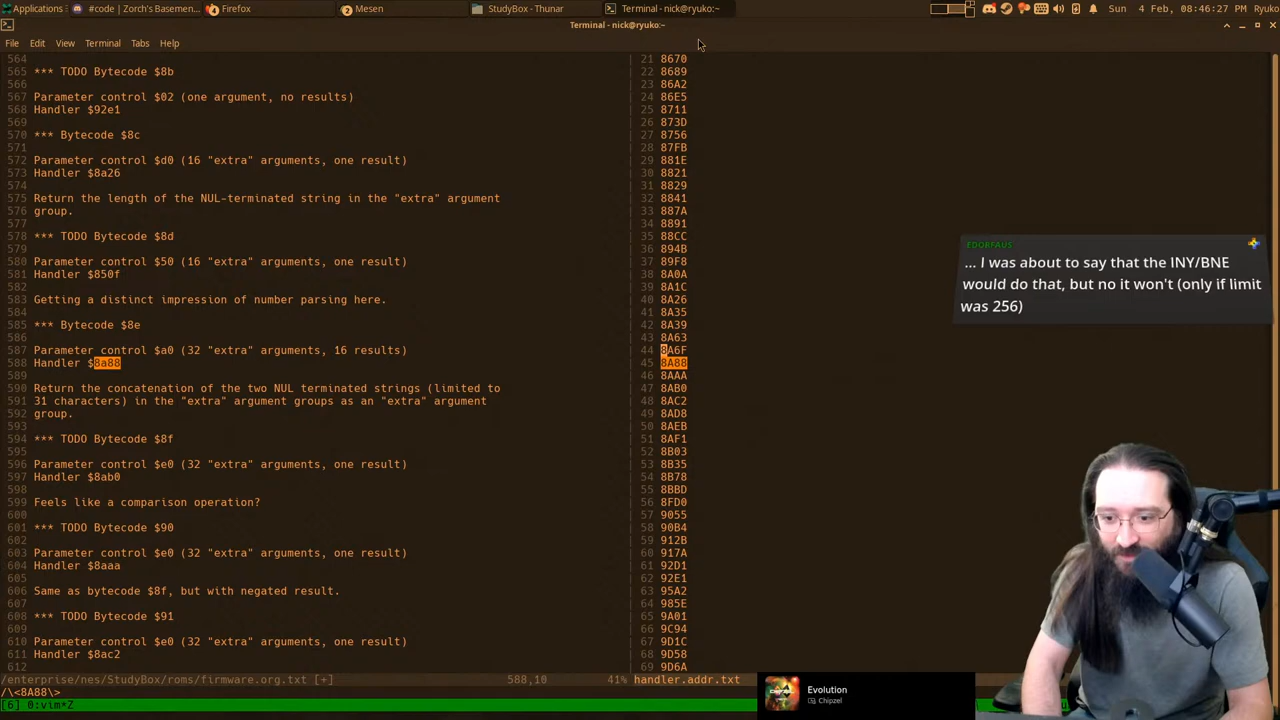 Applications
#code | Zorch's Basemen...
Firefox
Mesen
StudyBox - Thunar
Terminal - nick@ryuko:~
Sun 4 Feb, 08:46:27
Ryuko
Terminal - nick@ryuko:~
File Edit View Terminal Tabs Help
564
565 *** TODO Bytecode $8b
566
567 Parameter control $02 (one argument, no results)
568 Handler $92e1
569
570 *** Bytecode $8c
571
572 Parameter control $d0 (16 "extra" arguments, one result)
573 Handler $8a26
574
575 Return the length of the NUL-terminated string in the "extra" argument
576 group.
577
578 *** TODO Bytecode $8d
579
580 Parameter control $50 (16 "extra" arguments, one result)
581 Handler $850f
582
583 Getting a distinct impression of number parsing here.
584
585 *** Bytecode $8e
586
587 Parameter control $a0 (32 "extra" arguments, 16 results)
588 Handler $8a88
589
590 Return the concatenation of the two NUL terminated strings (limited to
591 31 characters) in the "extra" argument groups as an "extra" argument
592 group.
593
594 *** TODO Bytecode $8f
595
596 Parameter control $e0 (32 "extra" arguments, one result)
597 Handler $8ab0
598
599 Feels like a comparison operation?
600
601 *** TODO Bytecode $90
602
603 Parameter control $e0 (32 "extra" arguments, one result)
604 Handler $8aaa
605
606 Same as bytecode $8f, but with negated result.
607
608 *** TODO Bytecode $91
609
610 Parameter control $e0 (32 "extra" arguments, one result)
611 Handler $8ac2
612
/enterprise/nes/StudyBox/roms/firmware.org.txt [+] 588,10 41%
/\<8A88\>
[6] 0:vim*Z
21 8670
22 8689
23 86A2
24 86E5
25 8711
26 873D
27 8756
28 87FB
29 881E
30 8821
31 8829
32 8841
33 887A
34 8891
35 88CC
36 894B
37 89F8
38 8A0A
39 8A1C
40 8A26
41 8A35
42 8A39
43 8A63
44 8A6F
45 8A88
46 8AAA
47 8AB0
48 8AC2
49 8AD8
50 8AEB
51 8AF1
52 8B03
53 8B35
54 8B78
55 8BBD
56 8FD0
57 9055
58 90B4
59 912B
60 917A
61 92D1
62 92E1
63 95A2
64 985E
65 9A01
66 9C94
67 9D1C
68 9D58
69 9D6A
handler.addr.txt
EDORFAUS
... I was about to say that the INY/BNE
would do that, but no it won't (only if limit
was 256)
Evolution
Chipzel